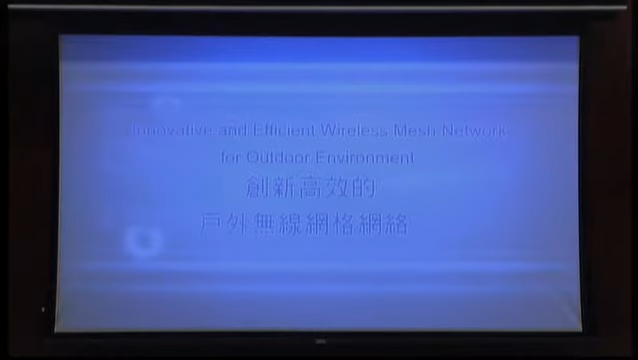 Innovative and Efficient Wireless Mesh Network
for Outdoor Environment
創新高效的
戶外無線網格網絡